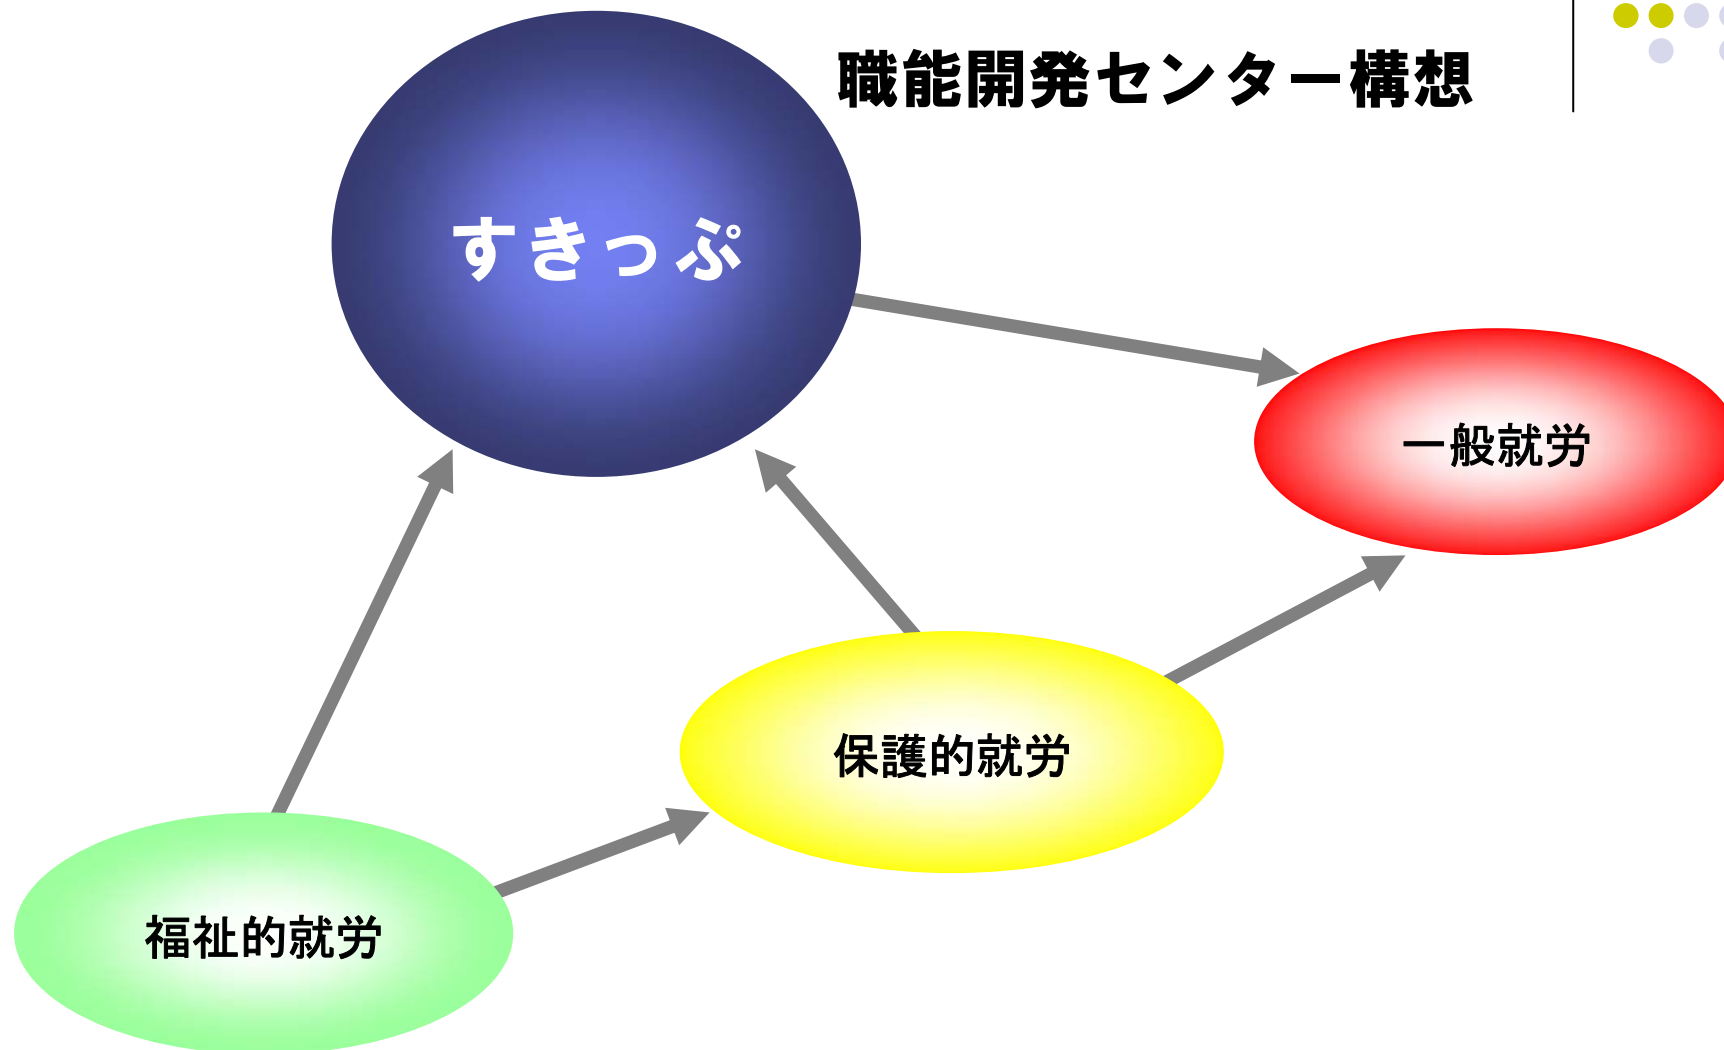 職能開発センター構想
すきっぷ
一般就労
保護的就労
福祉的就労